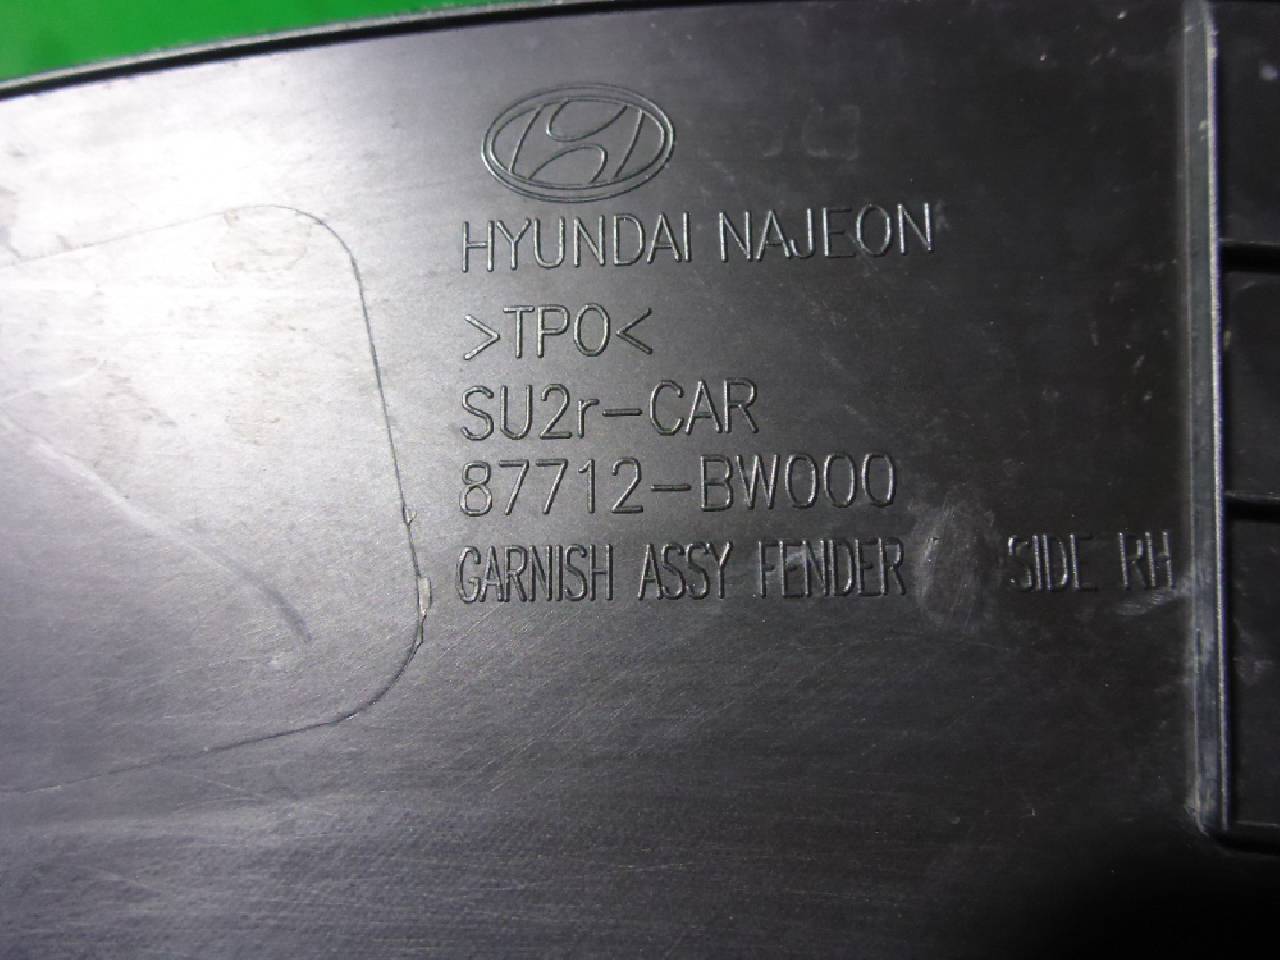 HYUNDAI NAJEON
>TPO<
SU2r-CAR
87712-BW000
GARNISH ASSY FENDER SIDE RH